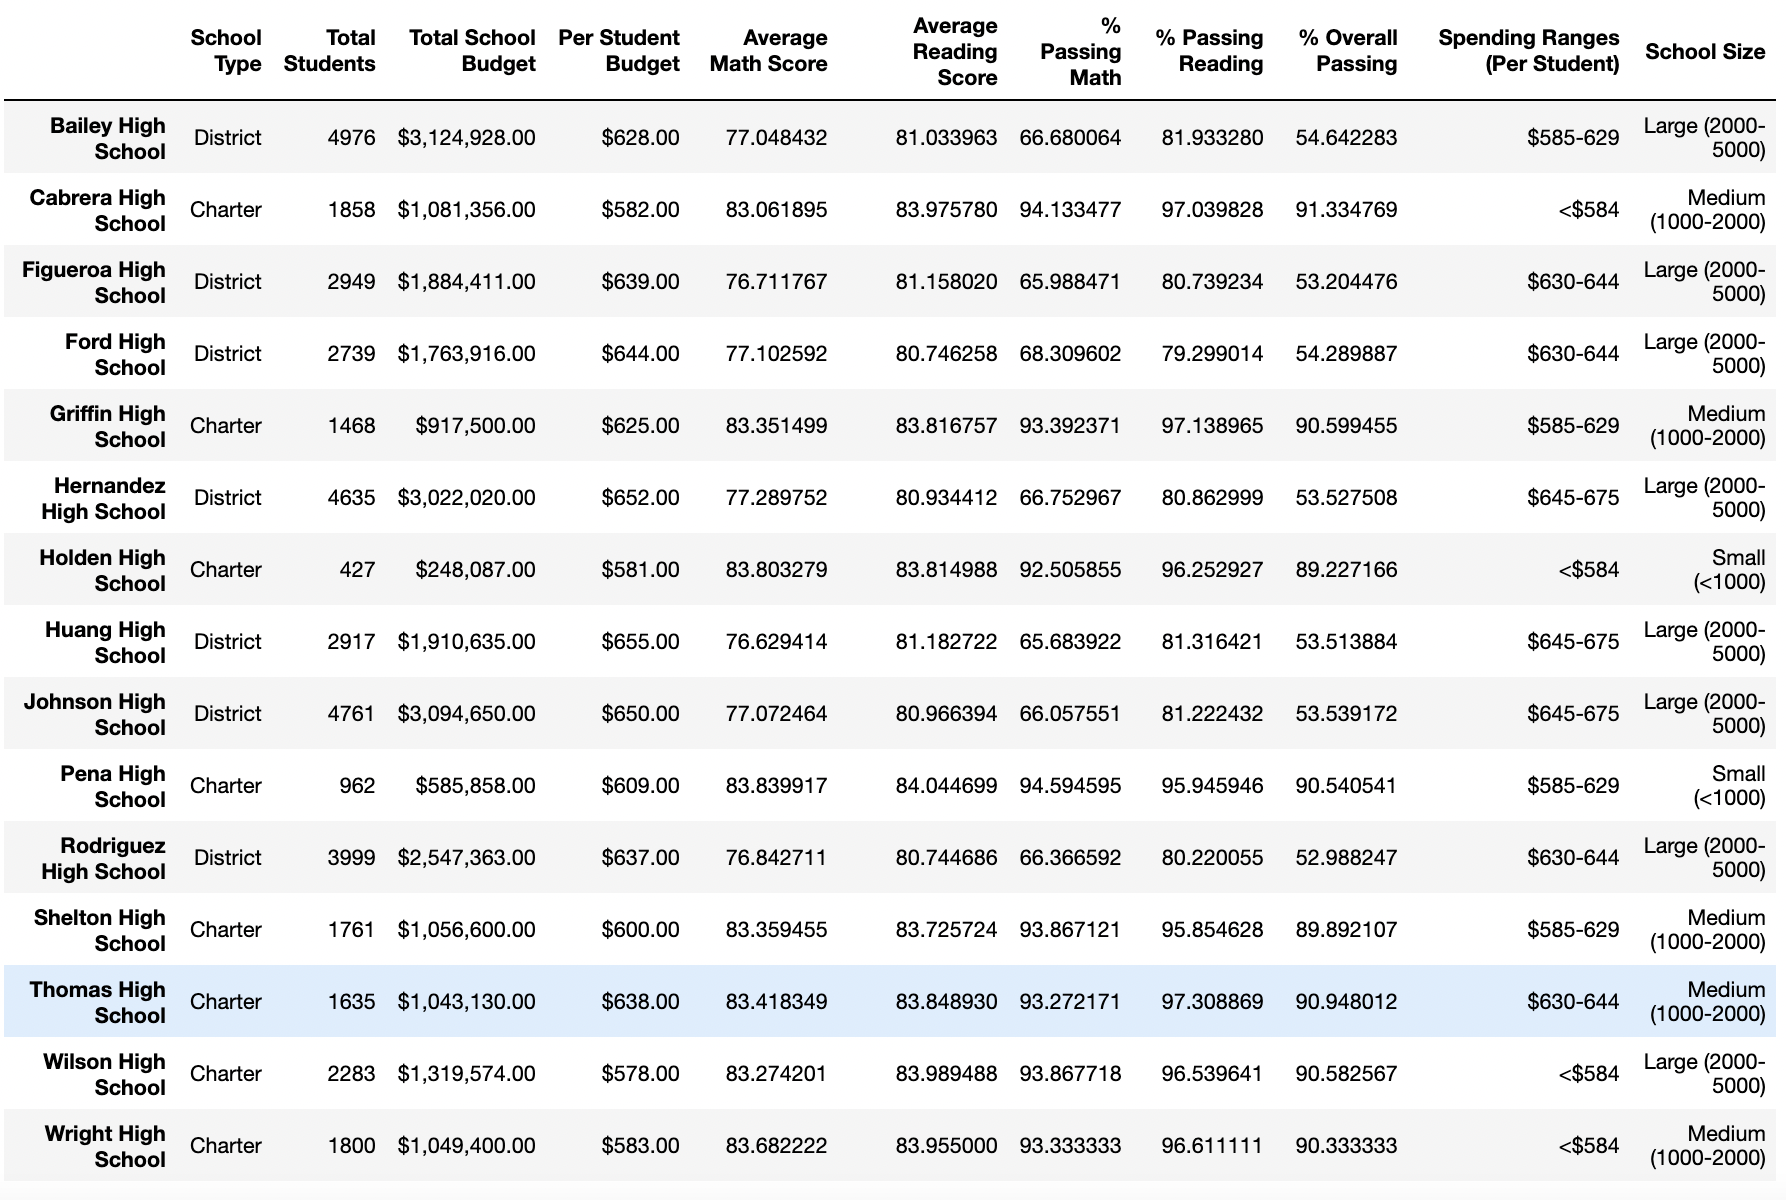 School Type Total Students Total School Budget Per Student Budget Average Math Score Average Reading Score % Passing Math % Passing Reading % Overall Passing Spending Ranges (Per Student) School Size
Bailey High School District 4976 $3,124,928.00 $628.00 77.048432 81.033963 66.680064 81.933280 54.642283 $585-629 Large (2000-5000)
Cabrera High School Charter 1858 $1,081,356.00 $582.00 83.061895 83.975780 94.133477 97.039828 91.334769 <$584 Medium (1000-2000)
Figueroa High School District 2949 $1,884,411.00 $639.00 76.711767 81.158020 65.988471 80.739234 53.204476 $630-644 Large (2000-5000)
Ford High School District 2739 $1,763,916.00 $644.00 77.102592 80.746258 68.309602 79.299014 54.289887 $630-644 Large (2000-5000)
Griffin High School Charter 1468 $917,500.00 $625.00 83.351499 83.816757 93.392371 97.138965 90.599455 $585-629 Medium (1000-2000)
Hernandez High School District 4635 $3,022,020.00 $652.00 77.289752 80.934412 66.752967 80.862999 53.527508 $645-675 Large (2000-5000)
Holden High School Charter 427 $248,087.00 $581.00 83.803279 83.814988 92.505855 96.252927 89.227166 <$584 Small (<1000)
Huang High School District 2917 $1,910,635.00 $655.00 76.629414 81.182722 65.683922 81.316421 53.513884 $645-675 Large (2000-5000)
Johnson High School District 4761 $3,094,650.00 $650.00 77.072464 80.966394 66.057551 81.222432 53.539172 $645-675 Large (2000-5000)
Pena High School Charter 962 $585,858.00 $609.00 83.839917 84.044699 94.594595 95.945946 90.540541 $585-629 Small (<1000)
Rodriguez High School District 3999 $2,547,363.00 $637.00 76.842711 80.744686 66.366592 80.220055 52.988247 $630-644 Large (2000-5000)
Shelton High School Charter 1761 $1,056,600.00 $600.00 83.359455 83.725724 93.867121 95.854628 89.892107 $585-629 Medium (1000-2000)
Thomas High School Charter 1635 $1,043,130.00 $638.00 83.418349 83.848930 93.272171 97.308869 90.948012 $630-644 Medium (1000-2000)
Wilson High School Charter 2283 $1,319,574.00 $578.00 83.274201 83.989488 93.867718 96.539641 90.582567 <$584 Large (2000-5000)
Wright High School Charter 1800 $1,049,400.00 $583.00 83.682222 83.955000 93.333333 96.611111 90.333333 <$584 Medium (1000-2000)